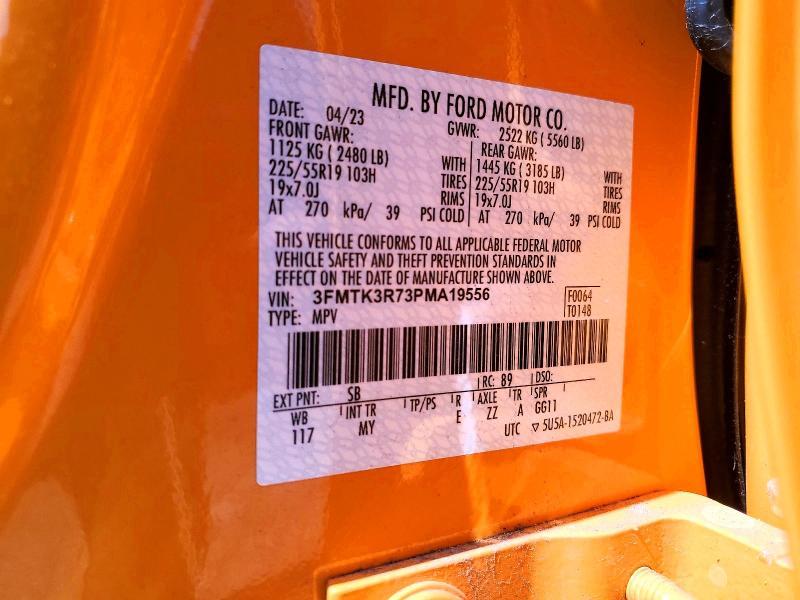 MFD. BY FORD MOTOR CO.
DATE: 04/23 GVWR: 2522 KG ( 5560 LB)
FRONT GAWR: REAR GAWR:
1125 KG ( 2480 LB) WITH 1445 KG ( 3185 LB) WITH
225/55R19 103H TIRES 225/55R19 103H TIRES
19x7.0J RIMS 19x7.0J RIMS
AT 270 kPa/ 39 PSI COLD AT 270 kPa/ 39 PSI COLD
THIS VEHICLE CONFORMS TO ALL APPLICABLE FEDERAL MOTOR
VEHICLE SAFETY AND THEFT PREVENTION STANDARDS IN
EFFECT ON THE DATE OF MANUFACTURE SHOWN ABOVE.
VIN: 3FMTK3R73PMA19556 F0064
TYPE: MPV T0148
EXT PNT: SB RC: 89 DSO:
WB INT TR TP/PS R AXLE TR SPR
117 MY E ZZ A GG11
UTC ▽ 5U5A-1520472-BA